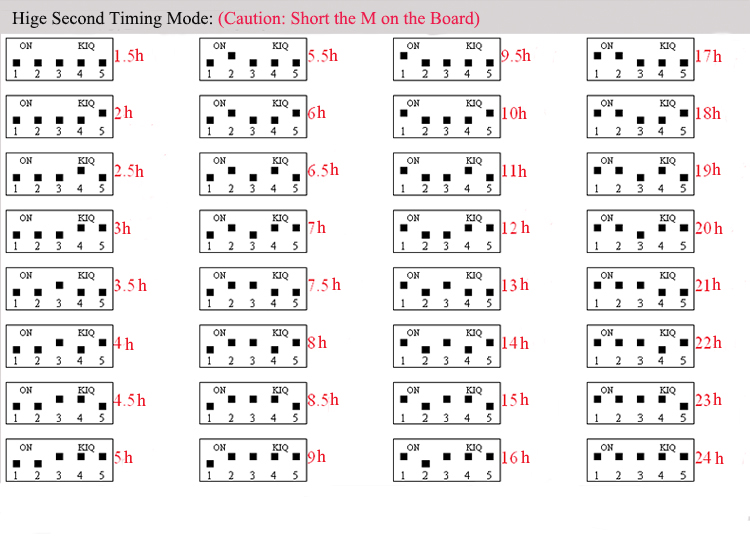 Hige Second Timing Mode: (Caution: Short the M on the Board)
ON KIQ ON KIQ ON KIQ ON KIQ
1.5h 5.5h 9.5h 17h
1 2 3 4 5 1 2 3 4 5 1 2 3 4 5 1 2 3 4 5
ON KIQ ON KIQ ON KIQ ON KIQ
2h 6h 10h 18h
1 2 3 4 5 1 2 3 4 5 1 2 3 4 5 1 2 3 4 5
ON KIQ ON KIQ ON KIQ ON KIQ
2.5h 6.5h 11h 19h
1 2 3 4 5 1 2 3 4 5 1 2 3 4 5 1 2 3 4 5
ON KIQ ON KIQ ON KIQ ON KIQ
3h 7h 12h 20h
1 2 3 4 5 1 2 3 4 5 1 2 3 4 5 1 2 3 4 5
ON KIQ ON KIQ ON KIQ ON KIQ
3.5h 7.5h 13h 21h
1 2 3 4 5 1 2 3 4 5 1 2 3 4 5 1 2 3 4 5
ON KIQ ON KIQ ON KIQ ON KIQ
4h 8h 14h 22h
1 2 3 4 5 1 2 3 4 5 1 2 3 4 5 1 2 3 4 5
ON KIQ ON KIQ ON KIQ ON KIQ
4.5h 8.5h 15h 23h
1 2 3 4 5 1 2 3 4 5 1 2 3 4 5 1 2 3 4 5
ON KIQ ON KIQ ON KIQ ON KIQ
5h 9h 16h 24h
1 2 3 4 5 1 2 3 4 5 1 2 3 4 5 1 2 3 4 5